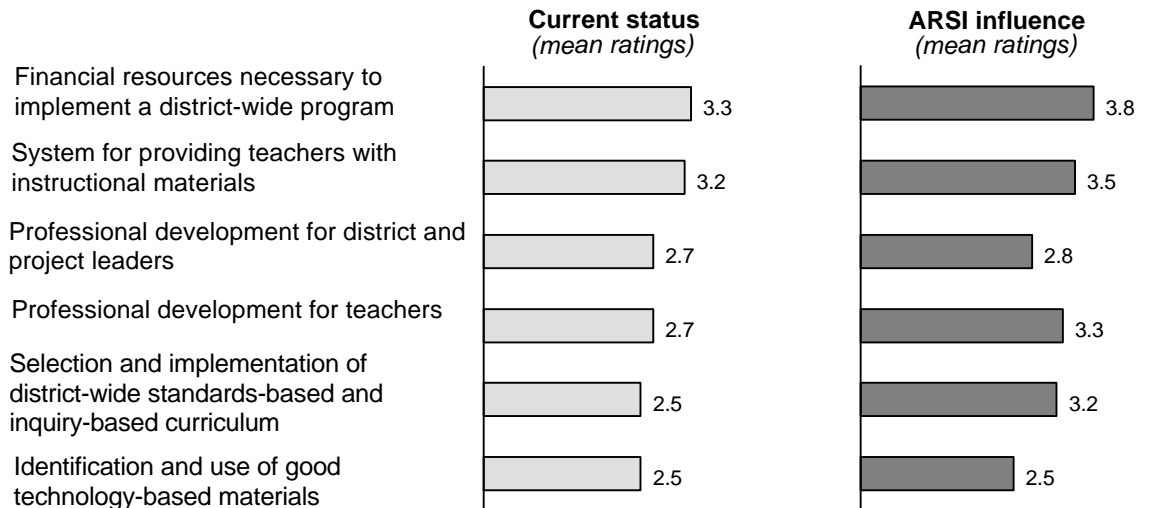 Current status
(mean ratings)
ARSI influence
(mean ratings)
Financial resources necessary to
implement a district-wide program
3.3
3.8
System for providing teachers with
instructional materials
3.2
3.5
Professional development for district and
project leaders
2.7
2.8
Professional development for teachers
2.7
3.3
Selection and implementation of
district-wide standards-based and
inquiry-based curriculum
2.5
3.2
Identification and use of good
technology-based materials
2.5
2.5